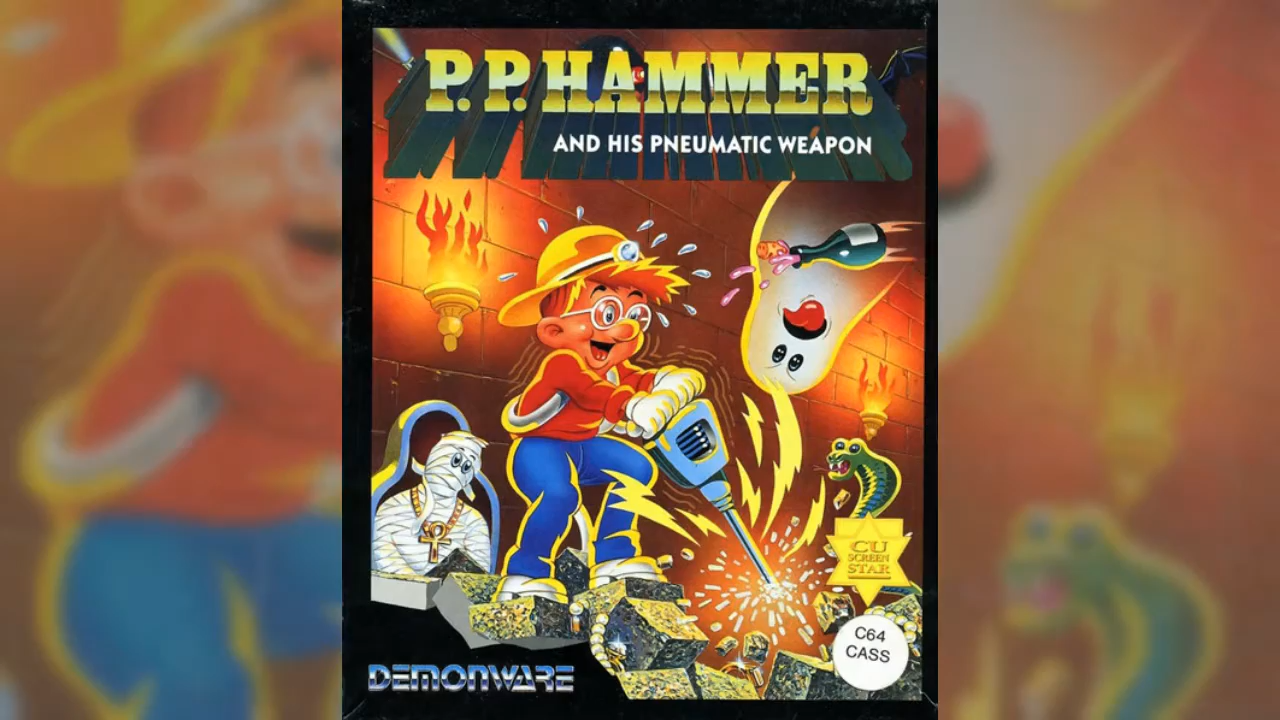 P.P. HAMMER
AND HIS PNEUMATIC WEAPON
CU
SCREEN
STAR
C64
CASS
DEMONWARE